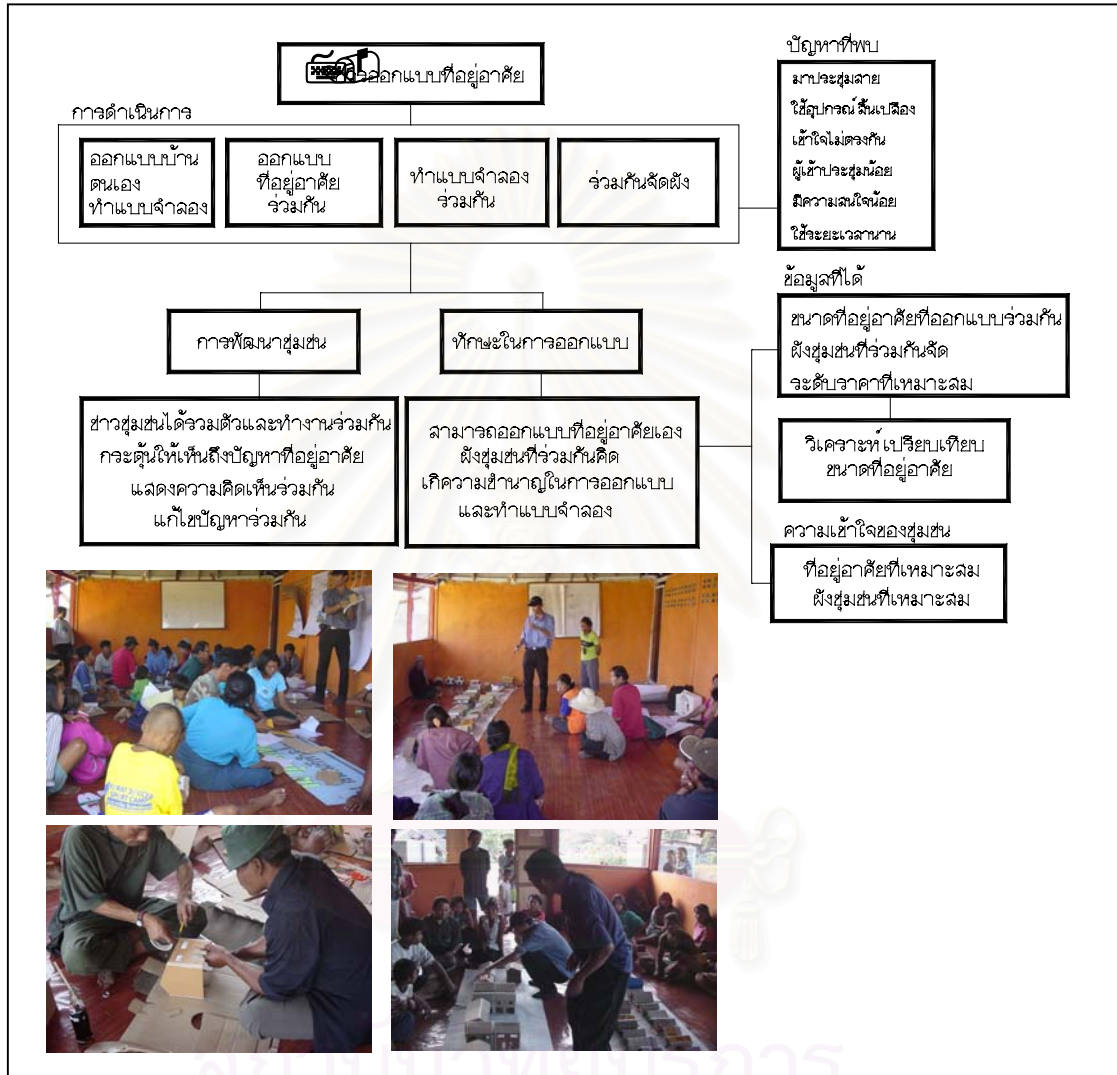 ออกแบบที่อยู่อาศัย
การดำเนินการ
ออกแบบบ้าน
ตนเอง
ทำแบบจำลอง
ออกแบบ
ที่อยู่อาศัย
ร่วมกัน
ทำแบบจำลอง
ร่วมกัน
ร่วมกันจัดผัง
ปัญหาที่พบ
มาประชุมสาย
ใช้อุปกรณ์สิ้นเปลือง
เข้าใจไม่ตรงกัน
ผู้เข้าประชุมน้อย
มีความสนใจน้อย
ใช้ระยะเวลานาน
การพัฒนาชุมชน
ทักษะในการออกแบบ
ชาวชุมชนได้รวมตัวและทำงานร่วมกัน
กระตุ้นให้เห็นถึงปัญหาที่อยู่อาศัย
แสดงความคิดเห็นร่วมกัน
แก้ไขปัญหาร่วมกัน
สามารถออกแบบที่อยู่อาศัยเอง
ผังชุมชนที่ร่วมกันคิด
เกิความชำนาญในการออกแบบ
และทำแบบจำลอง
ข้อมูลที่ได้
ขนาดที่อยู่อาศัยที่ออกแบบร่วมกัน
ผังชุมชนที่ร่วมกันจัด
ระดับราคาที่เหมาะสม
วิเคราะห์เปรียบเทียบ
ขนาดที่อยู่อาศัย
ความเข้าใจของชุมชน
ที่อยู่อาศัยที่เหมาะสม
ผังชุมชนที่เหมาะสม
สถาบันวิทยบริการ